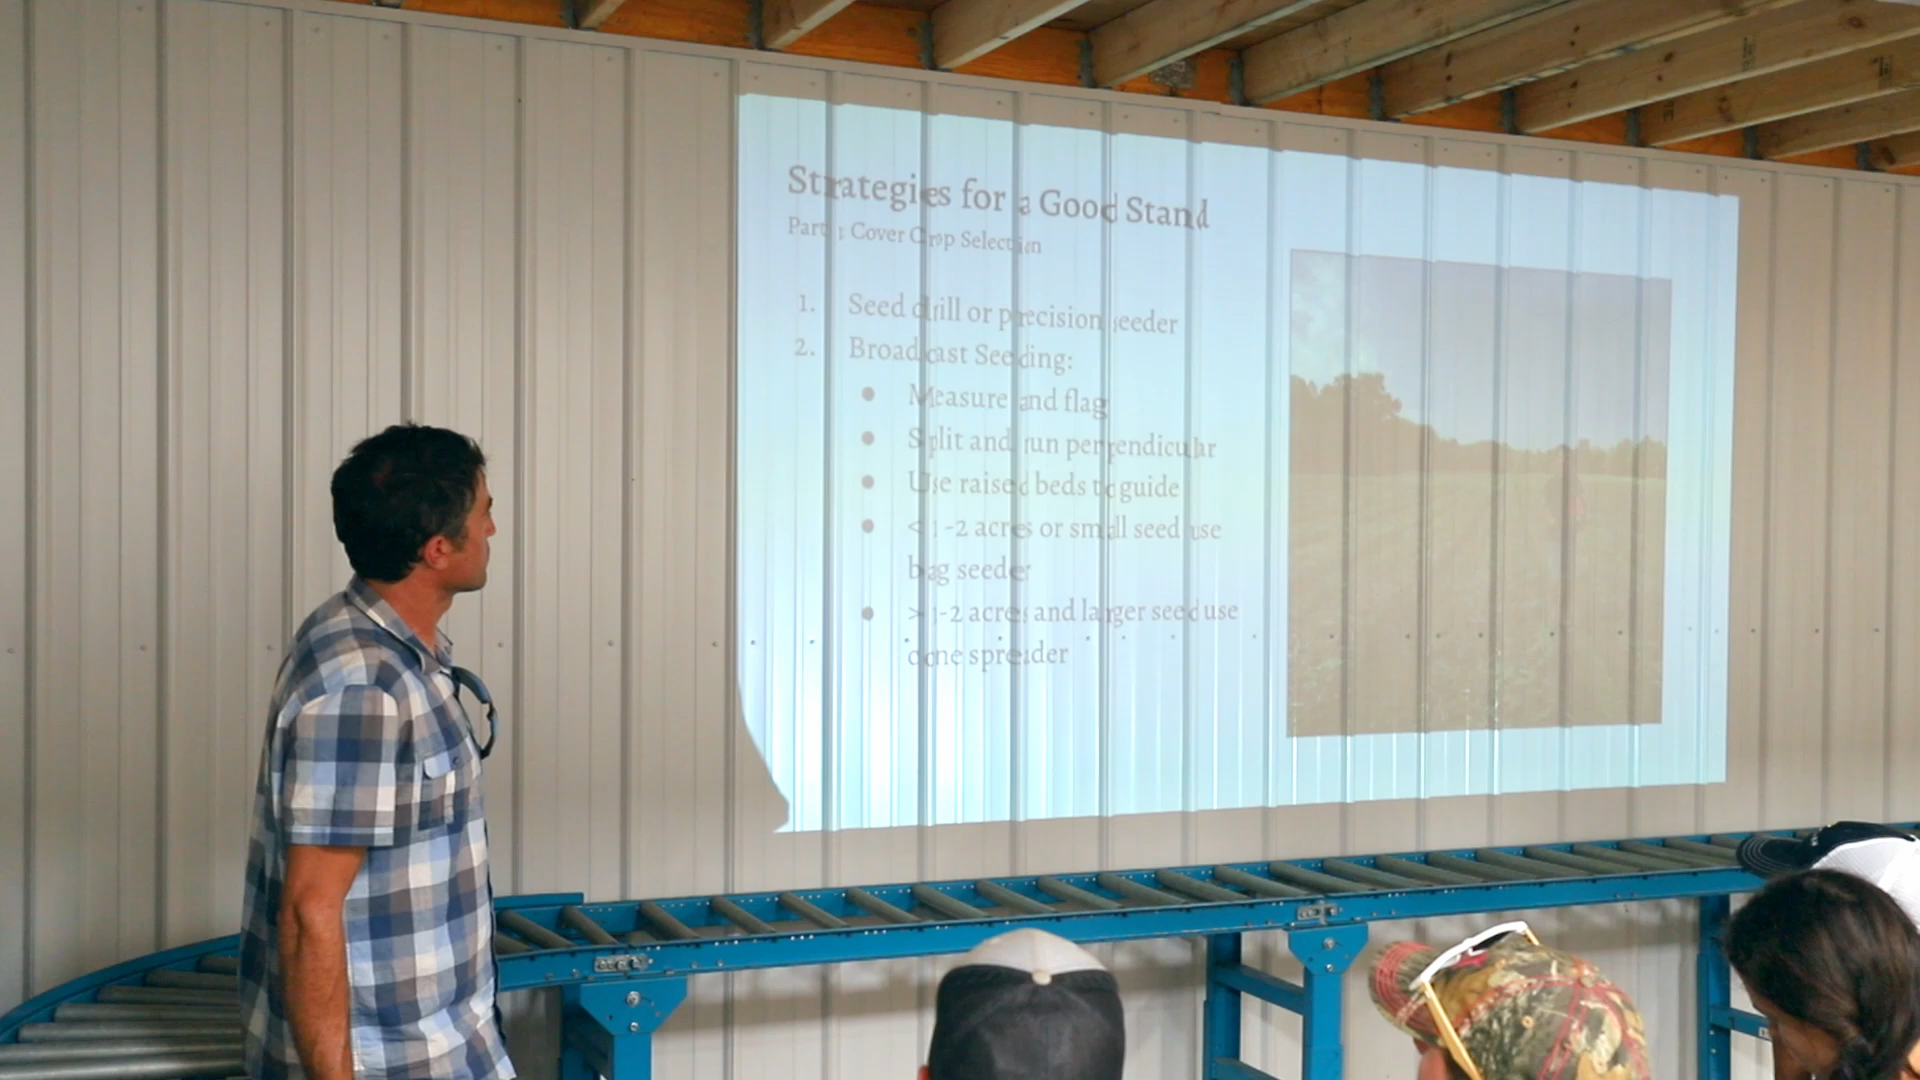 Strategies for a Good Stand
Part 1: Cover Crop Selection
1. Seed drill or precision seeder
2. Broadcast Seeding:
● Measure and flag
● Split and run perpendicular
● Use raised beds to guide
● < 1-2 acres or small seed use
bag seeder
● > 1-2 acres and larger seed use
cone spreader